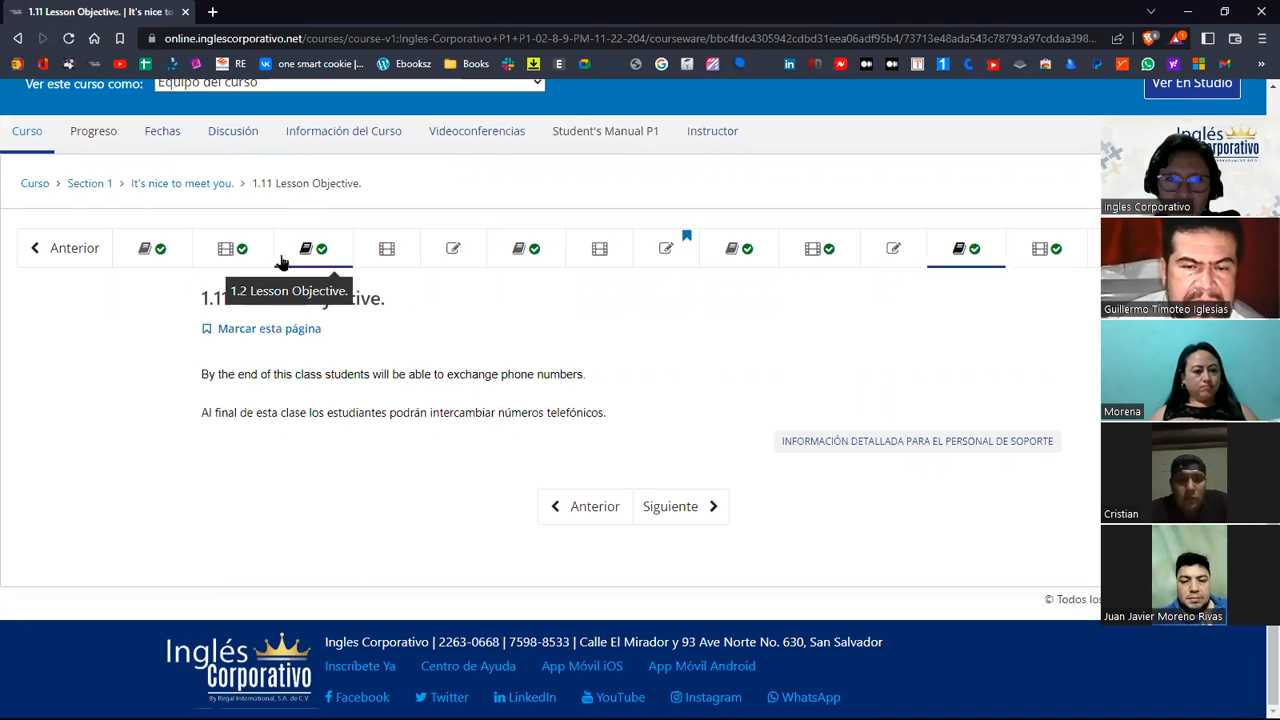 1.11 Lesson Objective. | It's nice to
online.inglescorporativo.net/courses/course-v1:Ingles-Corporativo+P1+P1-02-8-9-PM-11-22-204/courseware/bbc4fdc4305942cdbd31eea06adf95b4/73713e48ada543c78793a97cddaa398...
RE
one smart cookie |...
Ebooksz
Books
Ver este curso como:
Equipo del curso
Ver En Studio
Curso
Progreso
Fechas
Discusión
Información del Curso
Videoconferencias
Student's Manual P1
Instructor
Inglés
Corporativo
Curso > Section 1 > It's nice to meet you. > 1.11 Lesson Objective.
Ingles Corporativo
Anterior
1.2 Lesson Objective.
Marcar esta página
Guillermo Timoteo Iglesias
By the end of this class students will be able to exchange phone numbers.
Al final de esta clase los estudiantes podrán intercambiar números telefónicos.
Morena
INFORMACIÓN DETALLADA PARA EL PERSONAL DE SOPORTE
Anterior
Siguiente
Cristian
© Todos los
Juan Javier Moreno Rivas
Inglés
Corporativo
By Regal International, S.A. de C.V.
Ingles Corporativo | 2263-0668 | 7598-8533 | Calle El Mirador y 93 Ave Norte No. 630, San Salvador
Inscríbete Ya
Centro de Ayuda
App Móvil iOS
App Móvil Android
Facebook
Twitter
LinkedIn
YouTube
Instagram
WhatsApp